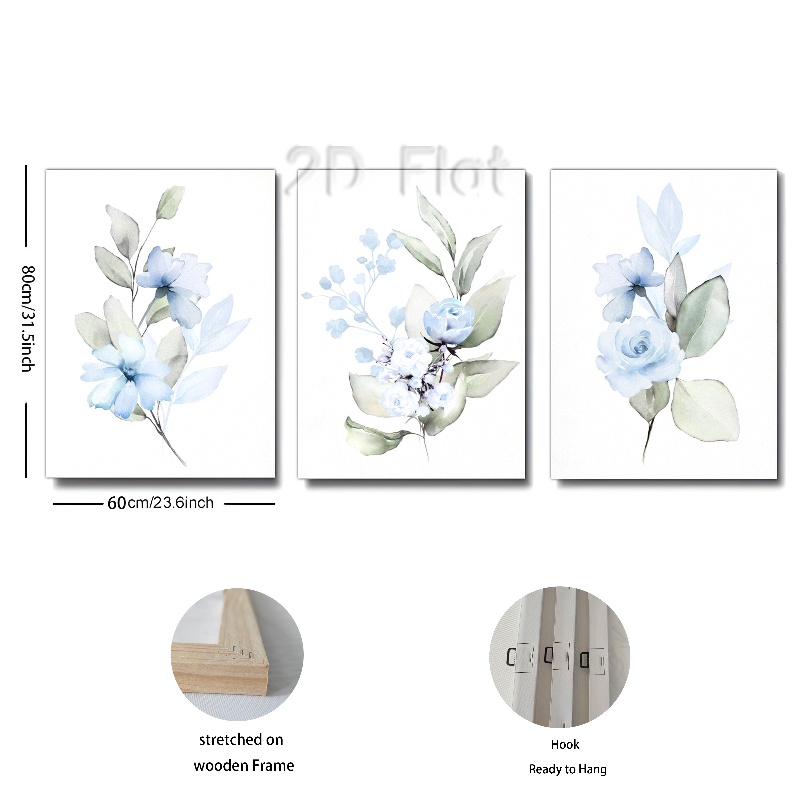 2D Flat
80cm/31.5inch
60cm/23.6inch
stretched on
wooden Frame
Hook
Ready to Hang